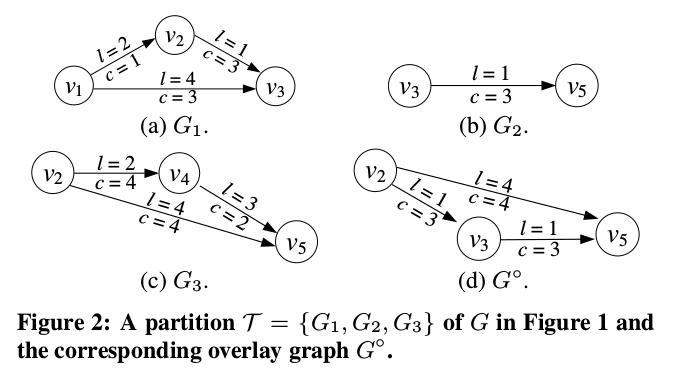 l = 2
c = 1
v₂
l = 1
c = 3
v₁
l = 4
c = 3
v₃
(a) G₁.
v₃
l = 1
c = 3
v₅
(b) G₂.
v₂
l = 2
c = 4
v₄
l = 4
c = 4
l = 3
c = 2
v₅
(c) G₃.
v₂
l = 4
c = 4
l = 1
c = 3
v₃
l = 1
c = 3
v₅
(d) G°.
Figure 2: A partition 𝒯 = {G₁, G₂, G₃} of G in Figure 1 and
the corresponding overlay graph G°.